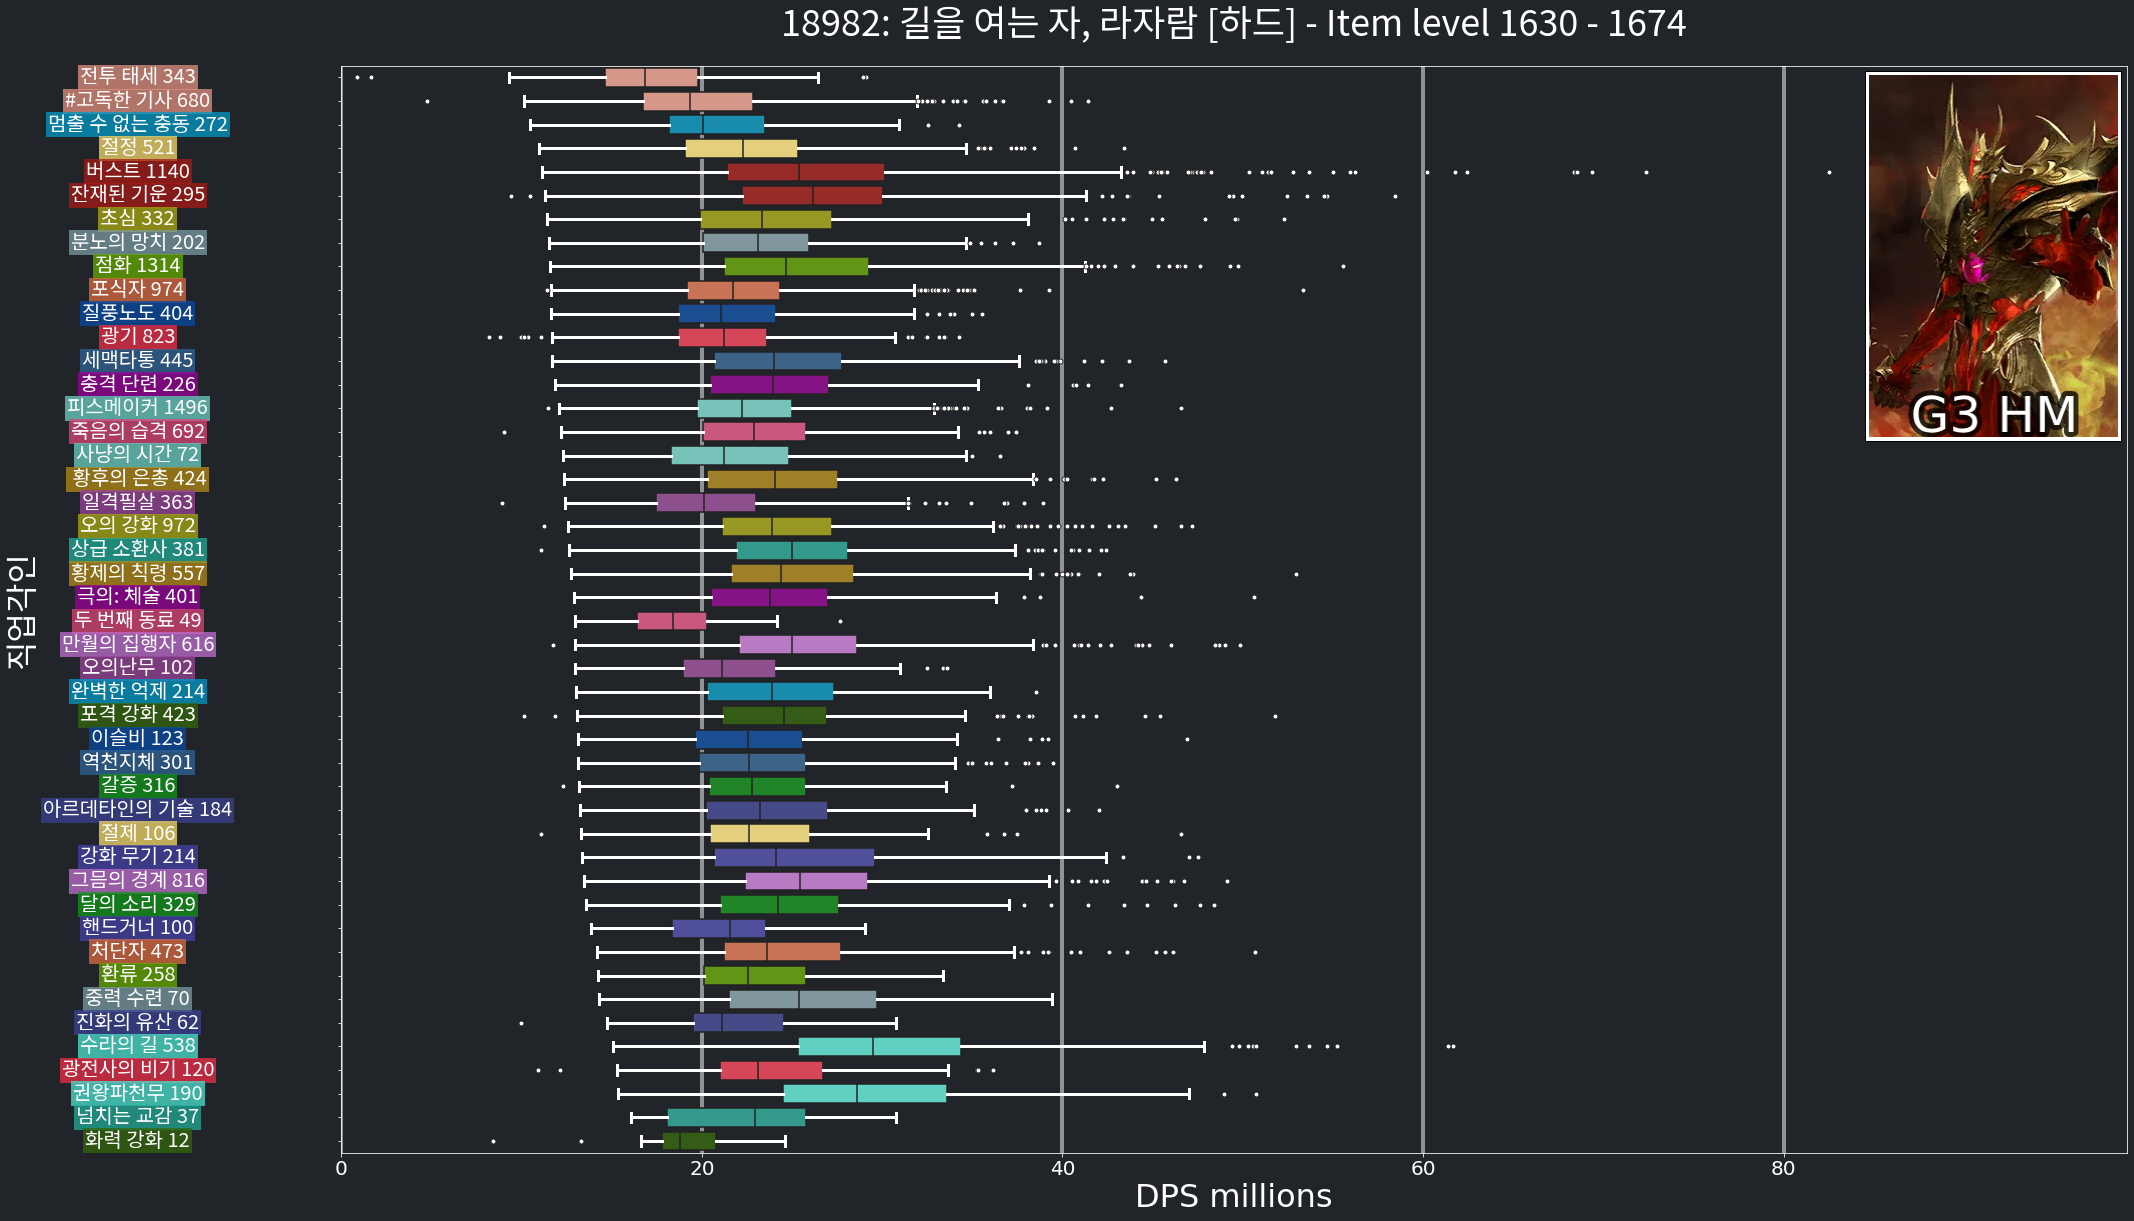 18982: 길을 여는 자, 라자람 [하드] - Item level 1630 - 1674
직업각인
전투 태세 343
#고독한 기사 680
멈출 수 없는 충동 272
절정 521
버스트 1140
잔재된 기운 295
초심 332
분노의 망치 202
점화 1314
포식자 974
질풍노도 404
광기 823
세맥타통 445
충격 단련 226
피스메이커 1496
죽음의 습격 692
사냥의 시간 72
황후의 은총 424
일격필살 363
오의 강화 972
상급 소환사 381
황제의 칙령 557
극의: 체술 401
두 번째 동료 49
만월의 집행자 616
오의난무 102
완벽한 억제 214
포격 강화 423
이슬비 123
역천지체 301
갈증 316
아르데타인의 기술 184
절제 106
강화 무기 214
그믐의 경계 816
달의 소리 329
핸드거너 100
처단자 473
환류 258
중력 수련 70
진화의 유산 62
수라의 길 538
광전사의 비기 120
권왕파천무 190
넘치는 교감 37
화력 강화 12
G3 HM
0 20 40 60 80
DPS millions